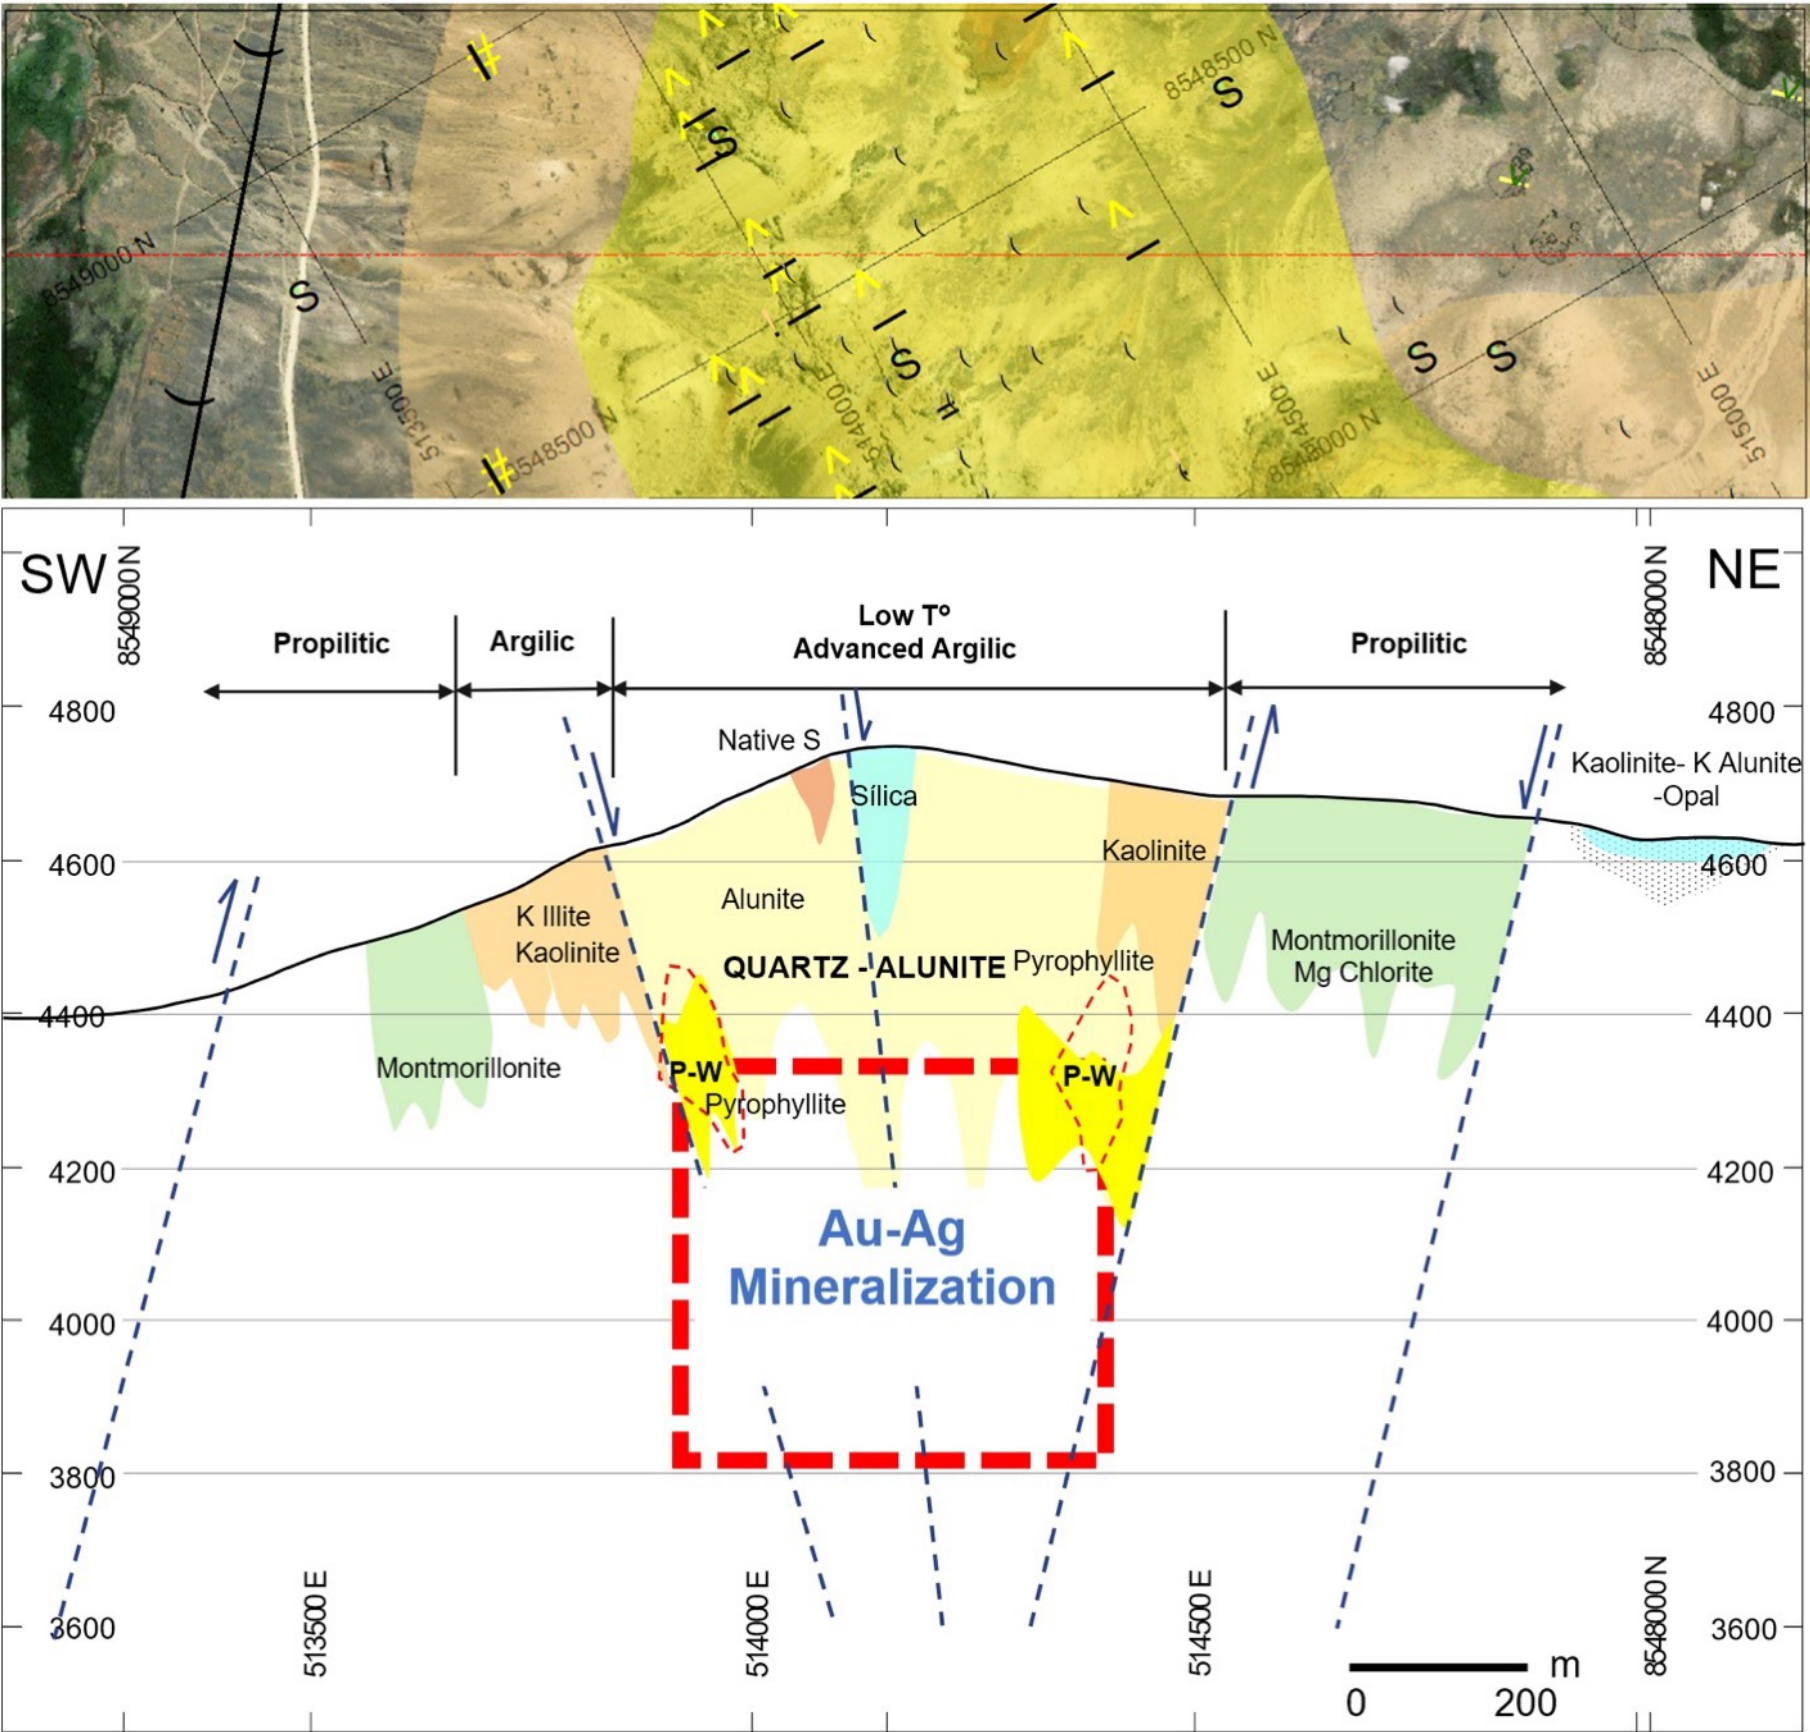 8548500 N
S
S
8549000 N
S
513500 E
8548500 N
S
514000 E
514500 E
8548000 N
S
S
515000 E
SW
8549000 N
8548000 N
NE
Propilitic
Argilic
Low Tº
Advanced Argilic
Propilitic
4800
4800
Native S
Kaolinite- K Alunite
-Opal
Sílica
4600
Kaolinite
4600
K Illite
Kaolinite
Alunite
QUARTZ - ALUNITE
Pyrophyllite
Montmorillonite
Mg Chlorite
4400
4400
Montmorillonite
P-W
P-W
Pyrophyllite
4200
4200
Au-Ag
Mineralization
4000
4000
3800
3800
3600
513500 E
514000 E
514500 E
8548000 N
3600
m
0
200